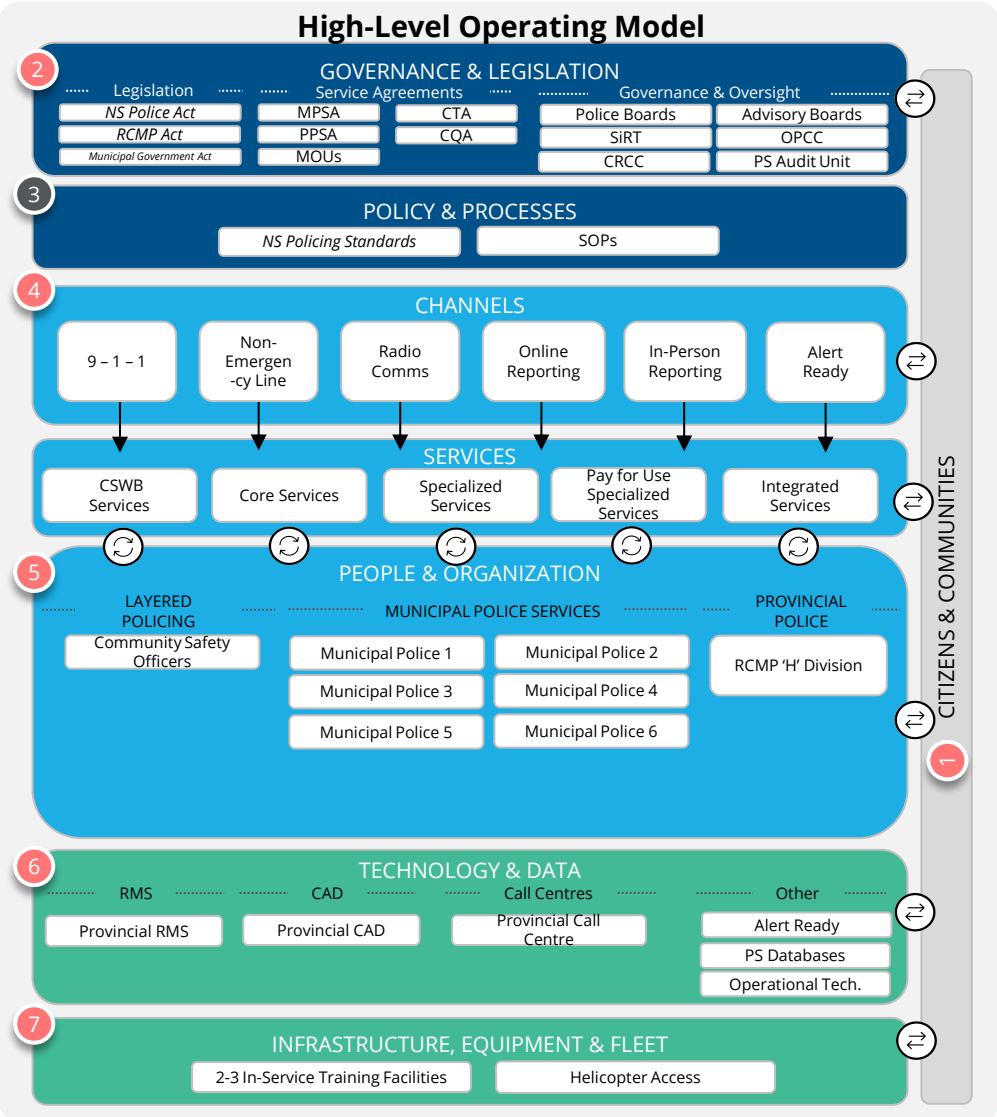 High-Level Operating Model
2
GOVERNANCE & LEGISLATION
Legislation
NS Police Act
RCMP Act
Municipal Government Act
Service Agreements
MPSA
CTA
PPSA
CQA
MOUs
Governance & Oversight
Police Boards
Advisory Boards
SiRT
OPCC
CRCC
PS Audit Unit
3
POLICY & PROCESSES
NS Policing Standards
SOPs
4
CHANNELS
9 – 1 – 1
Non-
Emergen
-cy Line
Radio
Comms
Online
Reporting
In-Person
Reporting
Alert
Ready
SERVICES
CSWB
Services
Core Services
Specialized
Services
Pay for Use
Specialized
Services
Integrated
Services
5
PEOPLE & ORGANIZATION
LAYERED
POLICING
Community Safety
Officers
MUNICIPAL POLICE SERVICES
Municipal Police 1
Municipal Police 2
Municipal Police 3
Municipal Police 4
Municipal Police 5
Municipal Police 6
PROVINCIAL
POLICE
RCMP ‘H’ Division
6
TECHNOLOGY & DATA
RMS
Provincial RMS
CAD
Provincial CAD
Call Centres
Provincial Call
Centre
Other
Alert Ready
PS Databases
Operational Tech.
7
INFRASTRUCTURE, EQUIPMENT & FLEET
2-3 In-Service Training Facilities
Helicopter Access
1
CITIZENS & COMMUNITIES